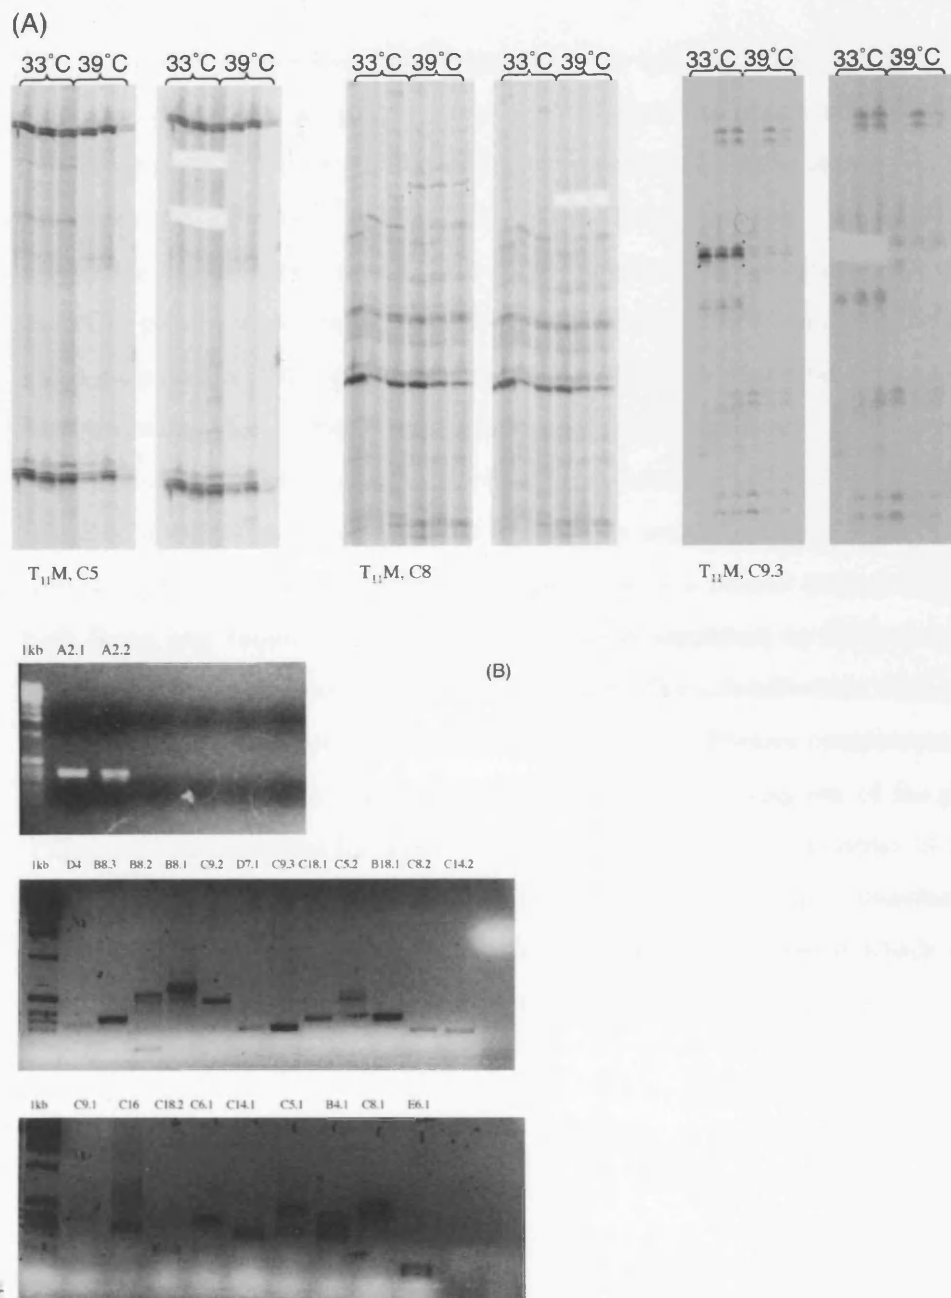 (A)
33°C 39°C 33°C 39°C 33°C 39°C 33°C 39°C 33°C 39°C 33°C 39°C
T₁₁M, C5 T₁₁M, C8 T₁₁M, C9.3
(B)
1kb A2.1 A2.2
1kb D4 B8.3 B8.2 B8.1 C9.2 D7.1 C9.3 C18.1 C5.2 B18.1 C8.2 C14.2
1kb C9.1 C16 C18.2 C6.1 C14.1 C5.1 B4.1 C8.1 E6.1